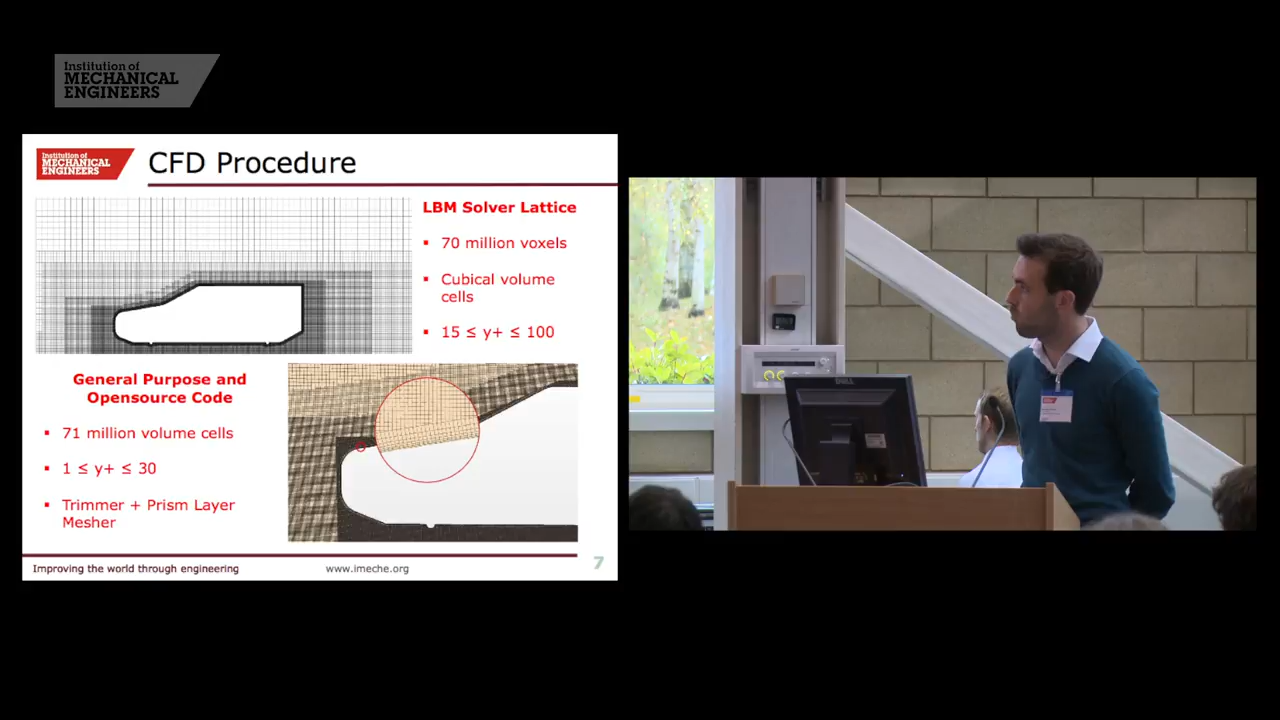 Institution of
MECHANICAL
ENGINEERS
Institution of
MECHANICAL
ENGINEERS
CFD Procedure
LBM Solver Lattice
▪ 70 million voxels
▪ Cubical volume
cells
▪ 15 ≤ y+ ≤ 100
General Purpose and
Opensource Code
▪ 71 million volume cells
▪ 1 ≤ y+ ≤ 30
▪ Trimmer + Prism Layer
Mesher
Improving the world through engineering
www.imeche.org
7
DELL